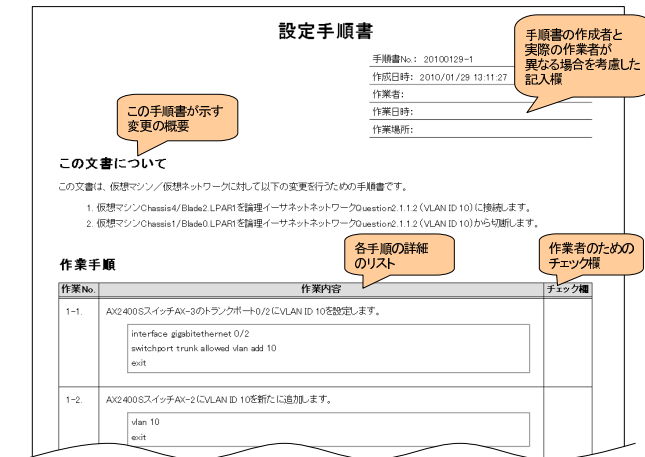 設定手順書
手順書の作成者と
実際の作業者が
異なる場合を考慮した
記入欄
手順書No.: 20100129-1
作成日時: 2010/01/29 13:11:27
作業者:
作業日時:
作業場所:
この手順書が示す
変更の概要
この文書について
この文書は、仮想マシン／仮想ネットワークに対して以下の変更を行うための手順書です。
1. 仮想マシンChassis4/Blade2.LPAR1を論理イーサネットネットワークQuestion2.1.1.2 (VLAN ID 10)に接続します。
2. 仮想マシンChassis1/Blade0.LPAR1を論理イーサネットネットワークQuestion2.1.1.2 (VLAN ID 10)から切断します。
各手順の詳細
のリスト
作業者のための
チェック欄
作業手順
作業No. 作業内容 チェック欄
1-1. AX2400SスイッチAX-3のトランクポート0/2にVLAN ID 10を設定します。
interface gigabitethernet 0/2
switchport trunk allowed vlan add 10
exit
1-2. AX2400SスイッチAX-2にVLAN ID 10を新たに追加します。
vlan 10
exit